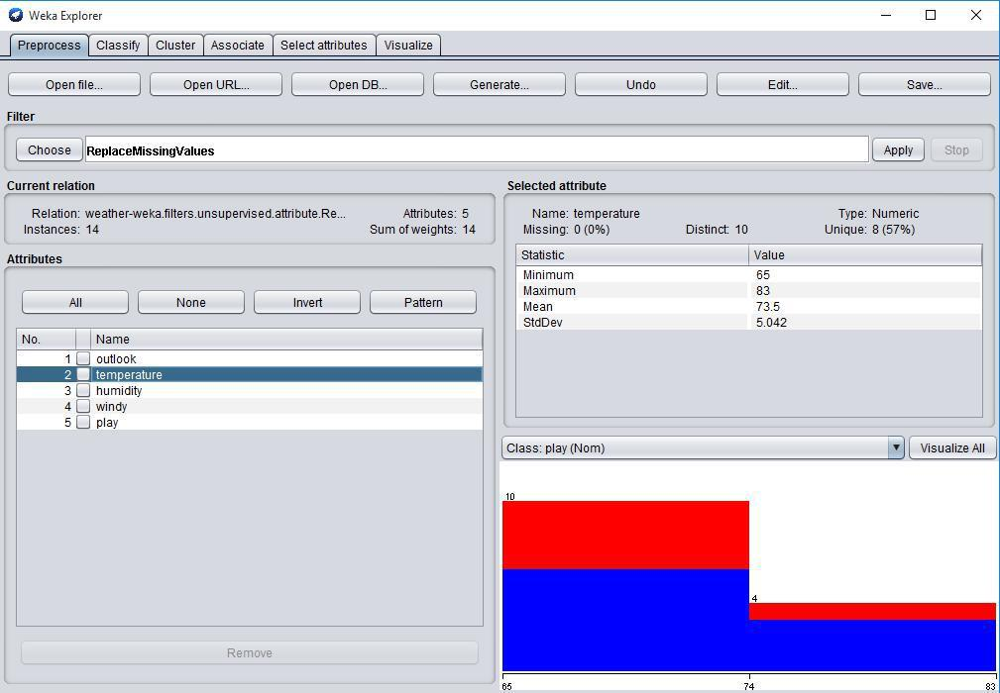 Weka Explorer
Preprocess Classify Cluster Associate Select attributes Visualize
Open file... Open URL... Open DB... Generate... Undo Edit... Save...
Filter
Choose ReplaceMissingValues Apply Stop
Current relation
Relation: weather-weka.filters.unsupervised.attribute.Re... Attributes: 5
Instances: 14 Sum of weights: 14
Attributes
All None Invert Pattern
No. Name
1 outlook
2 temperature
3 humidity
4 windy
5 play
Remove
Selected attribute
Name: temperature Type: Numeric
Missing: 0 (0%) Distinct: 10 Unique: 8 (57%)
Statistic Value
Minimum 65
Maximum 83
Mean 73.5
StdDev 5.042
Class: play (Nom) Visualize All
10
4
65 74 83